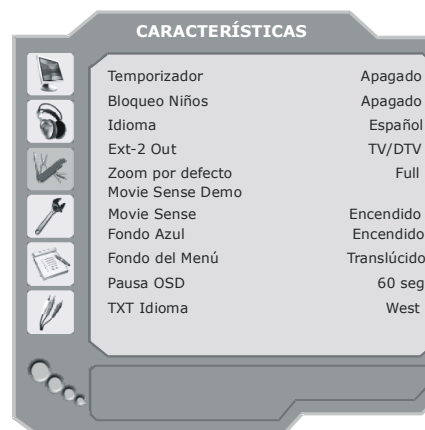 CARACTERÍSTICAS
Temporizador Apagado
Bloqueo Niños Apagado
Idioma Español
Ext-2 Out TV/DTV
Zoom por defecto Full
Movie Sense Demo
Movie Sense Encendido
Fondo Azul Encendido
Fondo del Menú Translúcido
Pausa OSD 60 seg
TXT Idioma West